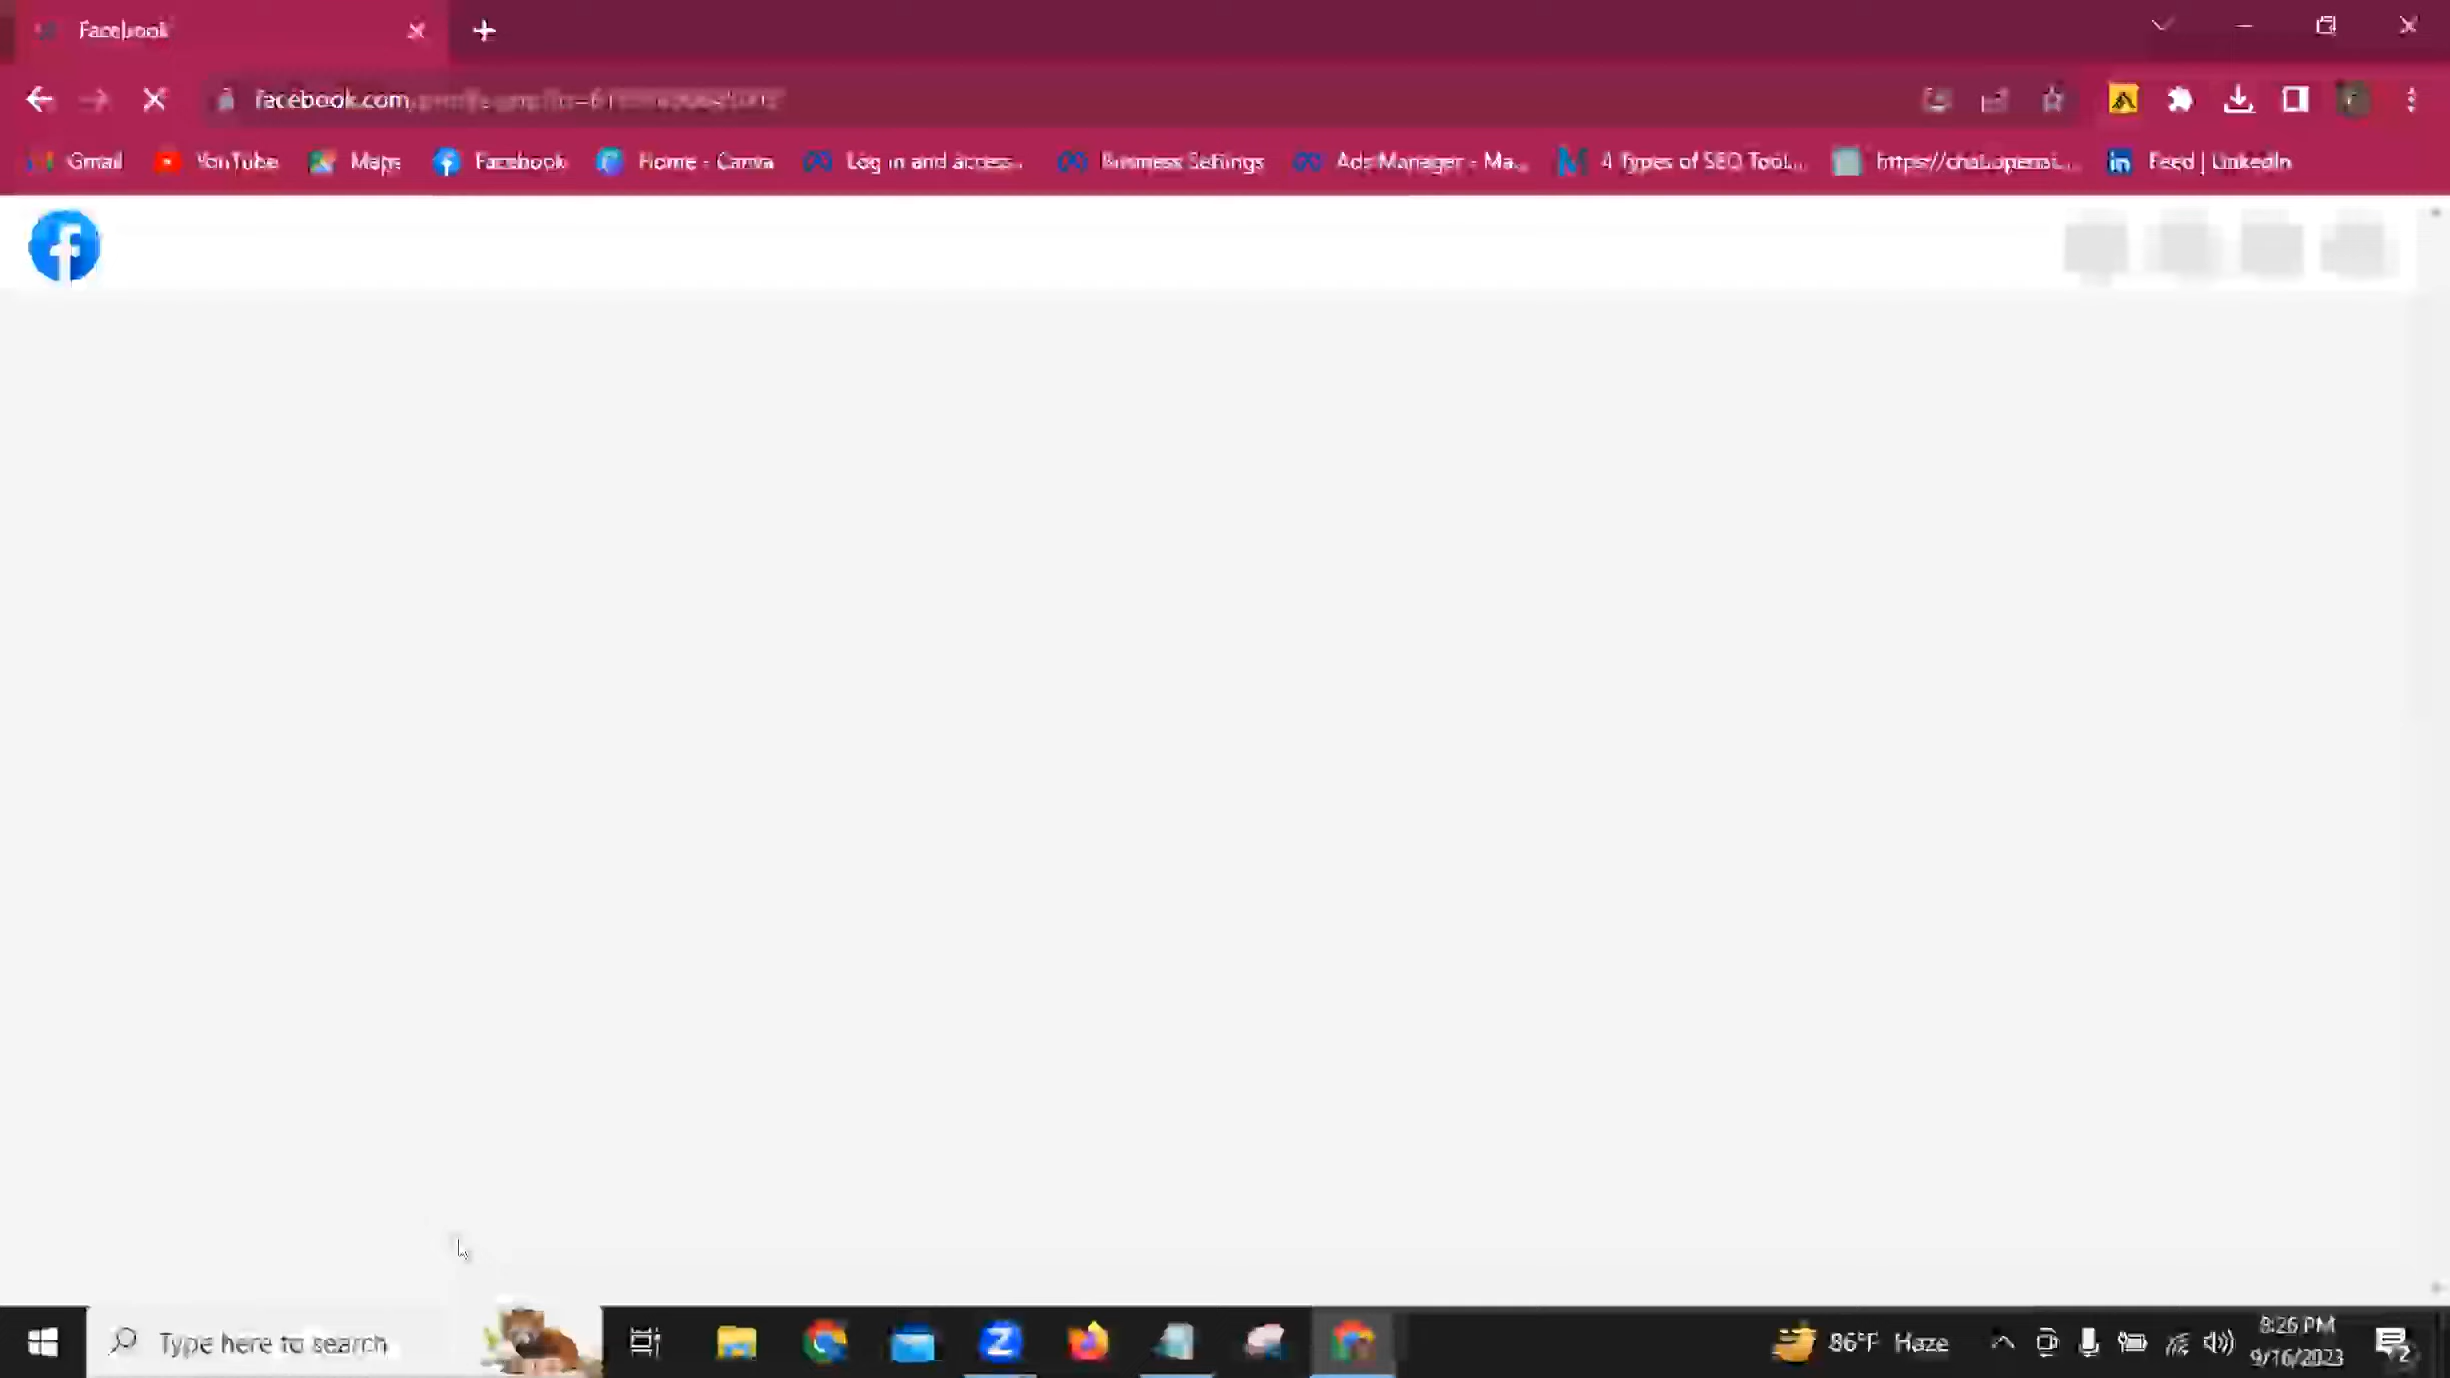 Facebook
facebook.com
Gmail YouTube Maps Facebook Home - Canva Log in and access... Business Settings Ads Manager - Ma... 4 Types of SEO Tool... Feed | LinkedIn
Type here to search
86°F Haze
8:26 PM
9/16/2023
2